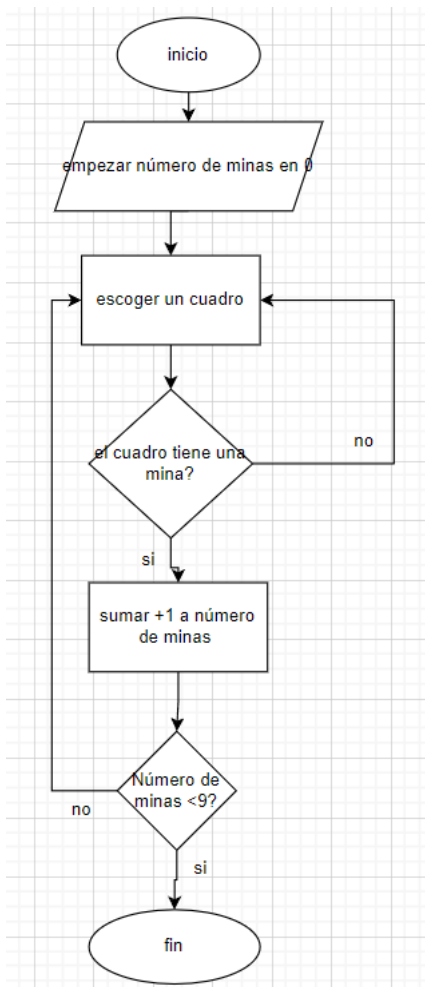 inicio
empezar número de minas en 0
escoger un cuadro
el cuadro tiene una
mina?
no
si
sumar +1 a número
de minas
Número de
minas <9?
no
si
fin